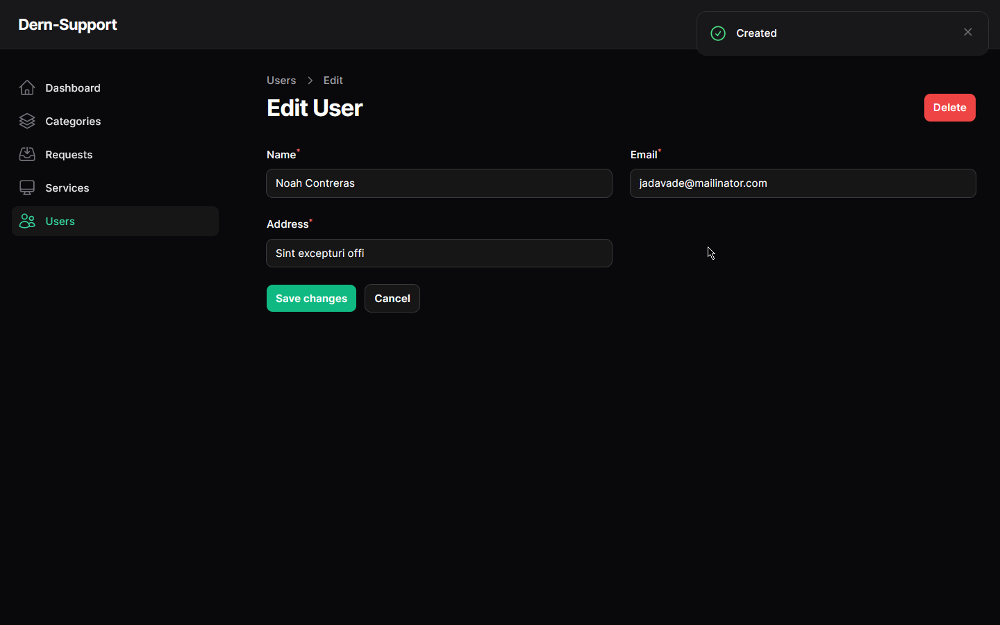 Dern-Support
Created
Dashboard
Categories
Requests
Services
Users
Users > Edit
Edit User
Delete
Name*
Noah Contreras
Email*
jadavade@mailinator.com
Address*
Sint excepturi offi
Save changes
Cancel